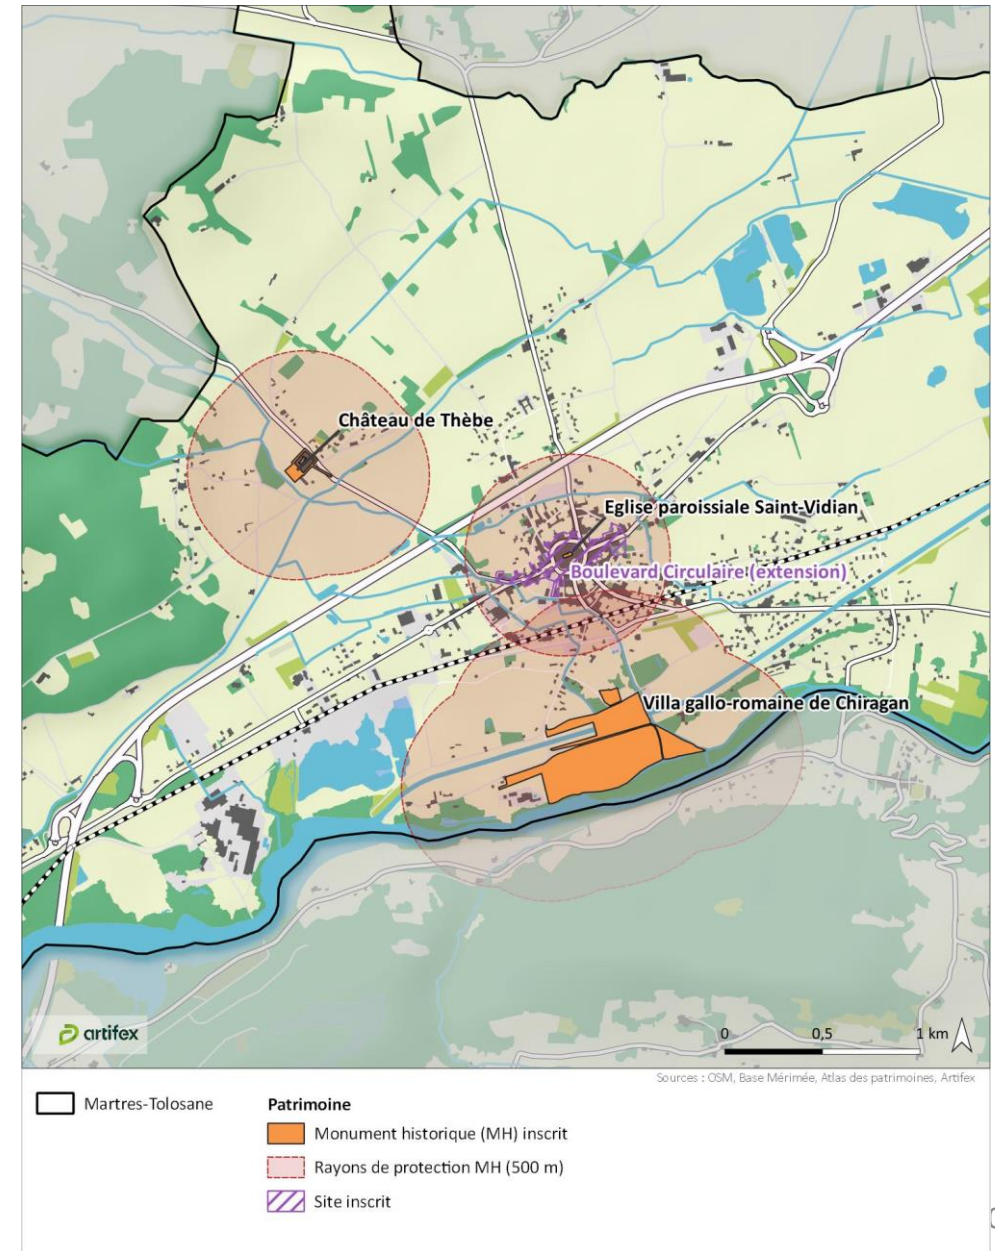 Château de Thèbe
Eglise paroissiale Saint-Vidian
Boulevard Circulaire (extension)
Villa gallo-romaine de Chiragan
artifex
0 0,5 1 km
Sources : OSM, Base Mérimée, Atlas des patrimoines, Artifex
Martres-Tolosane
Patrimoine
Monument historique (MH) inscrit
Rayons de protection MH (500 m)
Site inscrit